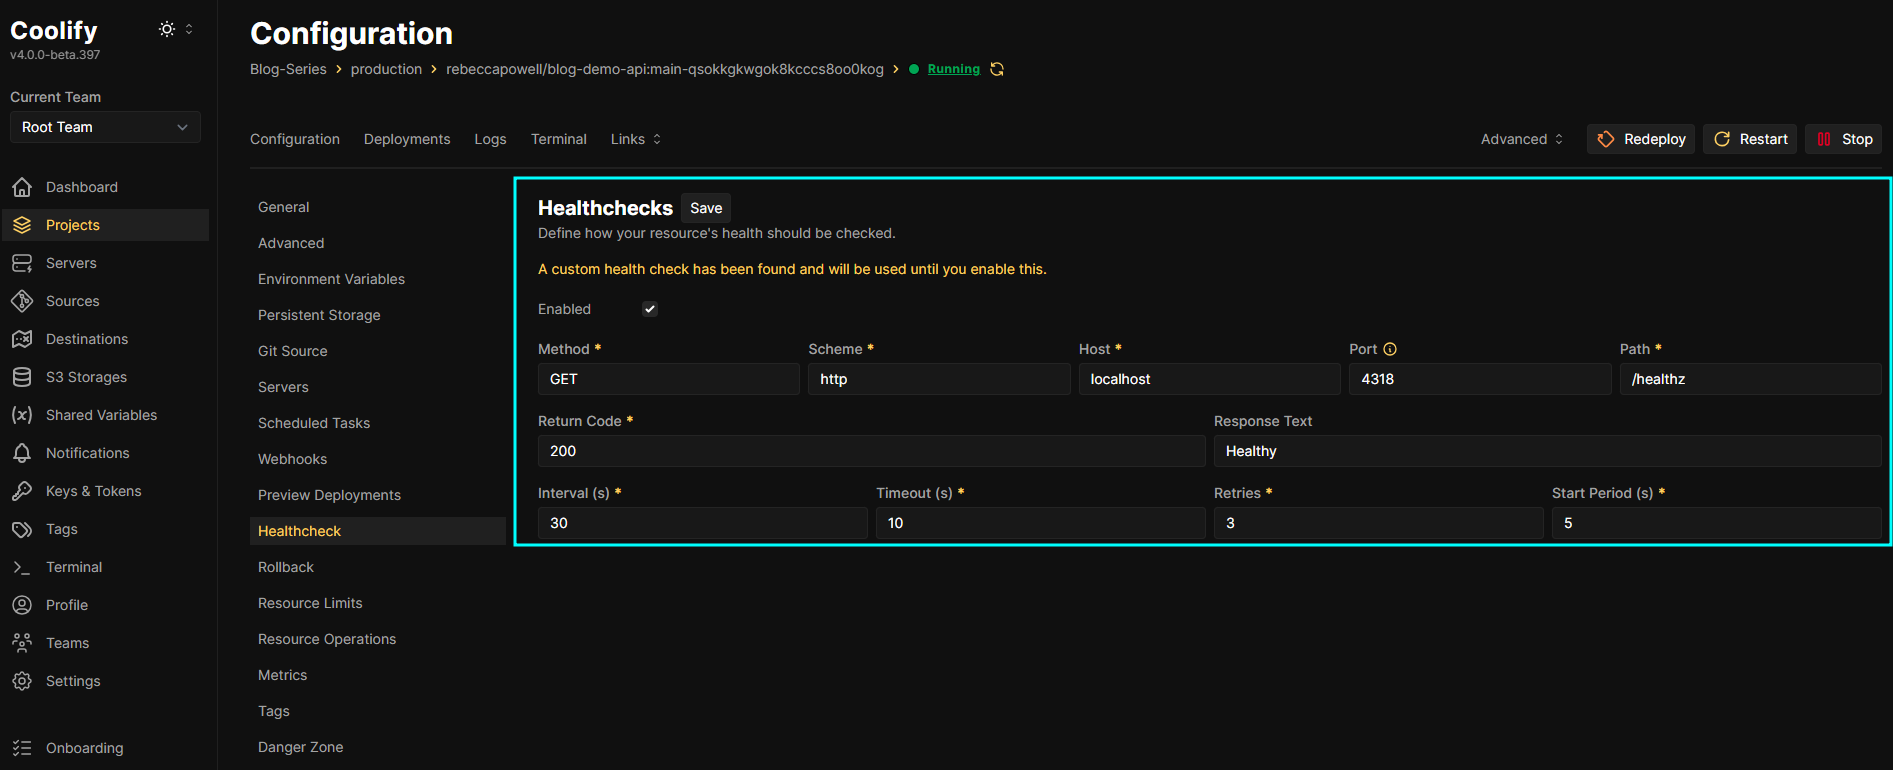 Coolify
v4.0.0-beta.397
Current Team
Root Team
Dashboard
Projects
Servers
Sources
Destinations
S3 Storages
Shared Variables
Notifications
Keys & Tokens
Tags
Terminal
Profile
Teams
Settings
Onboarding
Configuration
Blog-Series > production > rebeccapowell/blog-demo-api:main-qsokkgkwgok8kcccs8oo0kog > Running
Configuration Deployments Logs Terminal Links Advanced Redeploy Restart Stop
General
Advanced
Environment Variables
Persistent Storage
Git Source
Servers
Scheduled Tasks
Webhooks
Preview Deployments
Healthcheck
Rollback
Resource Limits
Resource Operations
Metrics
Tags
Danger Zone
Healthchecks Save
Define how your resource's health should be checked.
A custom health check has been found and will be used until you enable this.
Enabled
Method * Scheme * Host * Port Path *
GET http localhost 4318 /healthz
Return Code * Response Text
200 Healthy
Interval (s) * Timeout (s) * Retries * Start Period (s) *
30 10 3 5